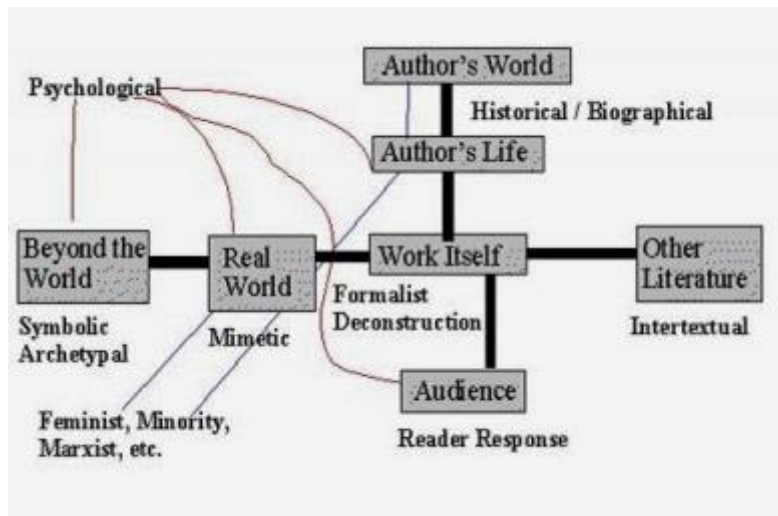 Author's World
Psychological
Historical / Biographical
Author's Life
Beyond the
World
Real
World
Work Itself
Other
Literature
Symbolic
Archetypal
Mimetic
Formalist
Deconstruction
Intertextual
Audience
Feminist, Minority,
Marxist, etc.
Reader Response